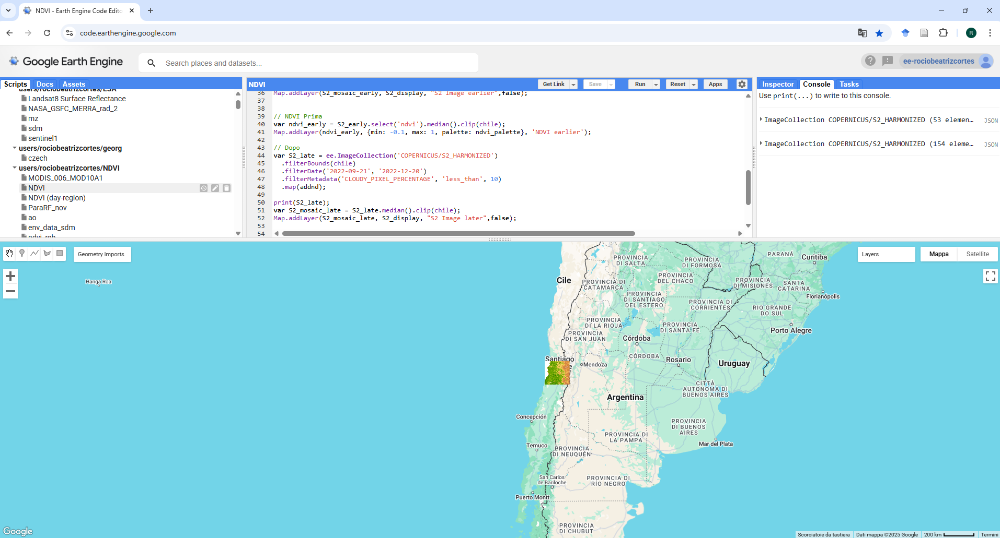 NDVI - Earth Engine Code Edito
code.earthengine.google.com
R
Google Earth Engine
Search places and datasets...
ee-rociobeatrizcortes
Scripts Docs Assets
users/rociobeatrizcortes/LSA
Landsat8 Surface Reflectance
NASA_GSFC_MERRA_rad_2
mz
sdm
sentinel1
users/rociobeatrizcortes/georg
czech
users/rociobeatrizcortes/NDVI
MODIS_006_MOD10A1
NDVI
NDVI (day-region)
ParaRF_nov
ao
env_data_sdm
ndvi_rgb
NDVI
Get Link Save Run Reset Apps
36 Map.addLayer(S2_mosaic_early, S2_display, "S2 Image earlier",false);
37
38
39 // NDVI Prima
40 var ndvi_early = S2_early.select('ndvi').median().clip(chile);
41 Map.addLayer(ndvi_early, {min: -0.1, max: 1, palette: ndvi_palette}, 'NDVI earlier');
42
43 // Dopo
44 var S2_late = ee.ImageCollection('COPERNICUS/S2_HARMONIZED')
45 .filterBounds(chile)
46 .filterDate('2022-09-21', '2022-12-20')
47 .filterMetadata('CLOUDY_PIXEL_PERCENTAGE', 'less_than', 10)
48 .map(addnd);
49
50 print(S2_late);
51 var S2_mosaic_late = S2_late.median().clip(chile);
52 Map.addLayer(S2_mosaic_late, S2_display, "S2 Image later",false);
53
54
Inspector Console Tasks
Use print(...) to write to this console.
ImageCollection COPERNICUS/S2_HARMONIZED (53 elemen… JSON
ImageCollection COPERNICUS/S2_HARMONIZED (154 eleme… JSON
Geometry Imports
Layers
Mappa Satellite
Hanga Roa
Cile
PROVINCIA
DI SALTA
PROVINCIA
DI FORMOSA
PARANÁ
Curitiba
PROVINCIA DI
CATAMARCA
PROVINCIA
DEL CHACO
PROVINCIA
DI MISIONES
SANTA
CATARINA
Florianópolis
PROVINCIA
DI SANTIAGO
DEL ESTERO
PROVINCIA DI
CORRIENTES
RIO GRANDE
DO SUL
PROVINCIA
DI LA RIOJA
PROVINCIA
DI SANTA FE
Porto Alegre
PROVINCIA
DI SAN JUAN
Córdoba
CÓRDOBA
Santiago
Mendoza
Rosario
Uruguay
CITTÀ
AUTONOMA DI
BUENOS AIRES
Argentina
Concepción
PROVINCIA
DI BUENOS
AIRES
PROVINCIA DI
LA PAMPA
Mar del Plata
Temuco
PROVINCIA
DI NEUQUÉN
San Carlos
de Bariloche
PROVINCIA DI
RÍO NEGRO
Puerto Montt
PROVINCIA
DI CHUBUT
Google
Scorciatoie da tastiera Dati mappa ©2025 Google 200 km Termini